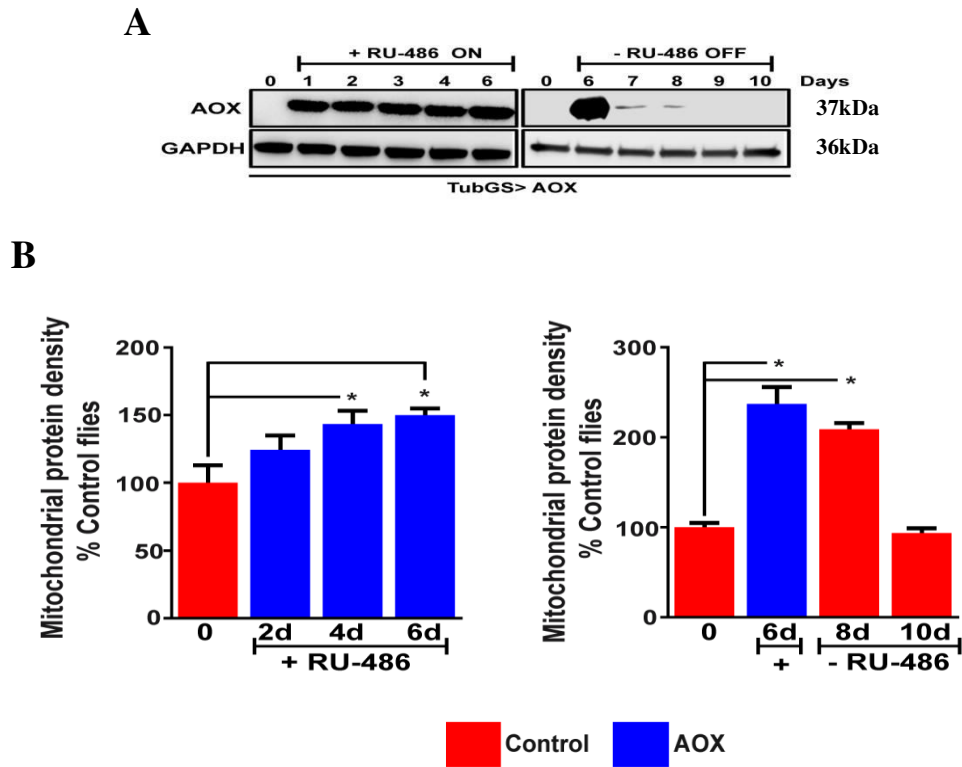 A
+ RU-486 ON - RU-486 OFF
0 1 2 3 4 6 0 6 7 8 9 10 Days
AOX 37kDa
GAPDH 36kDa
TubGS> AOX
B
Mitochondrial protein density
% Control flies
200
150
100
50
0
* *
0 2d 4d 6d
+ RU-486
Mitochondrial protein density
% Control flies
300
200
100
0
*
*
0 6d 8d 10d
+ - RU-486
Control AOX